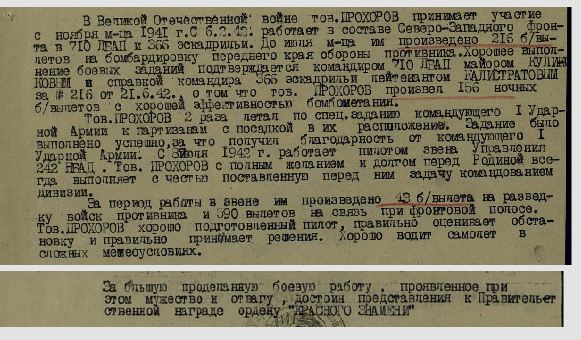 В Великой Отечественной войне тов.ПРОХОРОВ принимает участие
с ноября м-ца 1941 г.С 6.2.42. работает в составе Северо-Западного фрон-
та в 710 ЛБАП и 366 эскадрильи. До июля м-ца им произведено 216 б/вы-
летов на бомбардировку переднего края обороны противника.Хорошее выпол-
нение боевых заданий подтверждается командиром 710 ЛБАП майором
КОВЫМ и справкой командира 366 эскадрильи лейтенантом КАЛИСТРАТОВЫМ
за № 216 от 21.6.42., о том что тов. ПРОХОРОВ произвел 156 ночных
б/вылетов с хорошей эффективностью бомбометания.
Тов.ПРОХОРОВ 2 раза летал по спец.заданию командующего I Удар-
ной Армии к партизанам с посадкой в их расположение. Задание было
выполнено успешно,за что получил благодарность от командующего I
Ударной Армии. С июля 1942 г.работает пилотом звена Управления
242 НБАД. Тов. ПРОХОРОВ с полным желанием и долгом перед Родиной все-
гда выполняет с честью поставленную перед ним задачу командованием
дивизии.
За период работы в звене им произведено 43 б/вылета на развед-
ку войск противника и 590 вылетов на связь при фронтовой полосе.
Тов.ПРОХОРОВ хорошо подготовленный пилот, правильно оценивает обста-
новку и правильно принимает решения. Хорошо водит самолет в
сложных метеоусловиях.
За большую проделанную боевую работу , проявленное при
этом мужество и отвагу достоин представления к Правительст
ственной награде ордену "КРАСНОГО ЗНАМЕНИ"